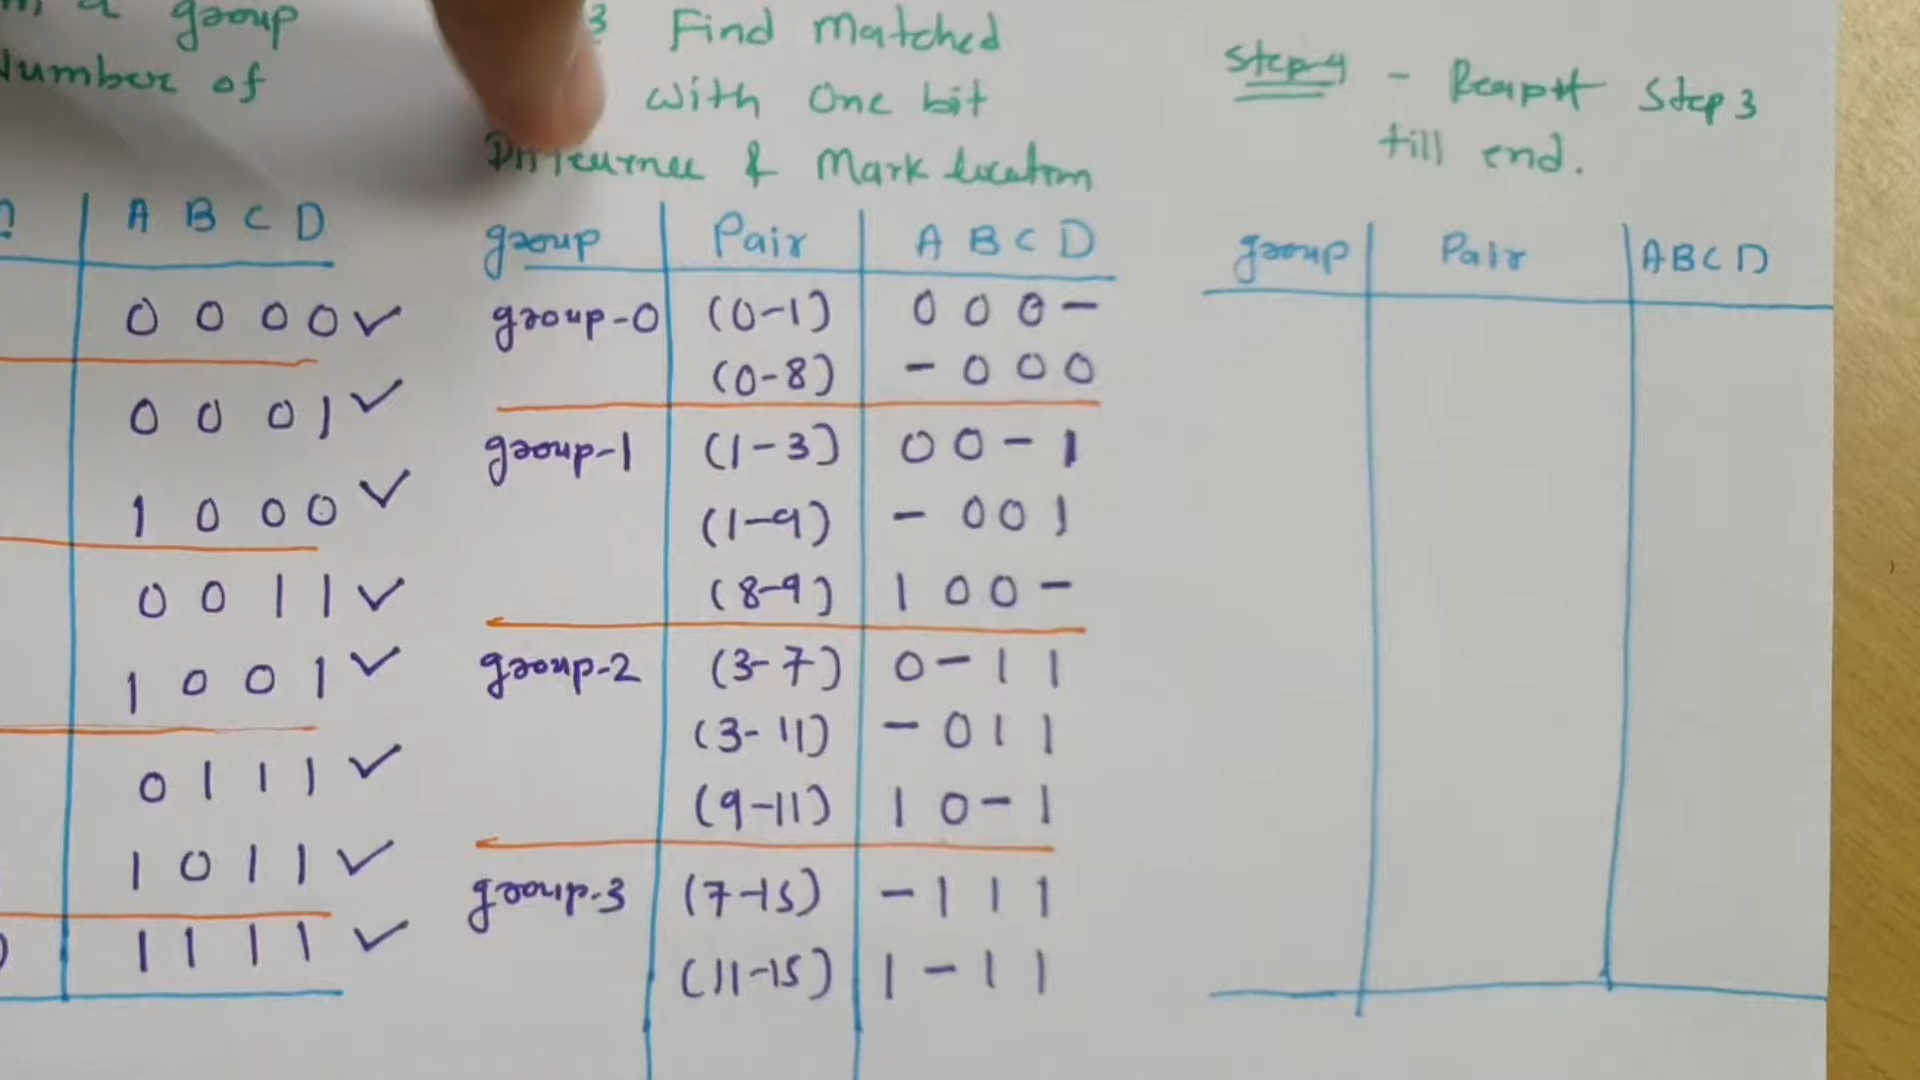 a group
Number of
A B C D
0 0 0 0 ✓
0 0 0 1 ✓
1 0 0 0 ✓
0 0 1 1 ✓
1 0 0 1 ✓
0 1 1 1 ✓
1 0 1 1 ✓
1 1 1 1 ✓
3 Find Matched
with One bit
& Mark location
group Pair A B C D
group-0 (0-1) 0 0 0 -
(0-8) - 0 0 0
group-1 (1-3) 0 0 - 1
(1-9) - 0 0 1
(8-9) 1 0 0 -
group-2 (3-7) 0 - 1 1
(3-11) - 0 1 1
(9-11) 1 0 - 1
group-3 (7-15) - 1 1 1
(11-15) 1 - 1 1
Step-4 - Reapet Step 3
till end.
group Pair ABCD